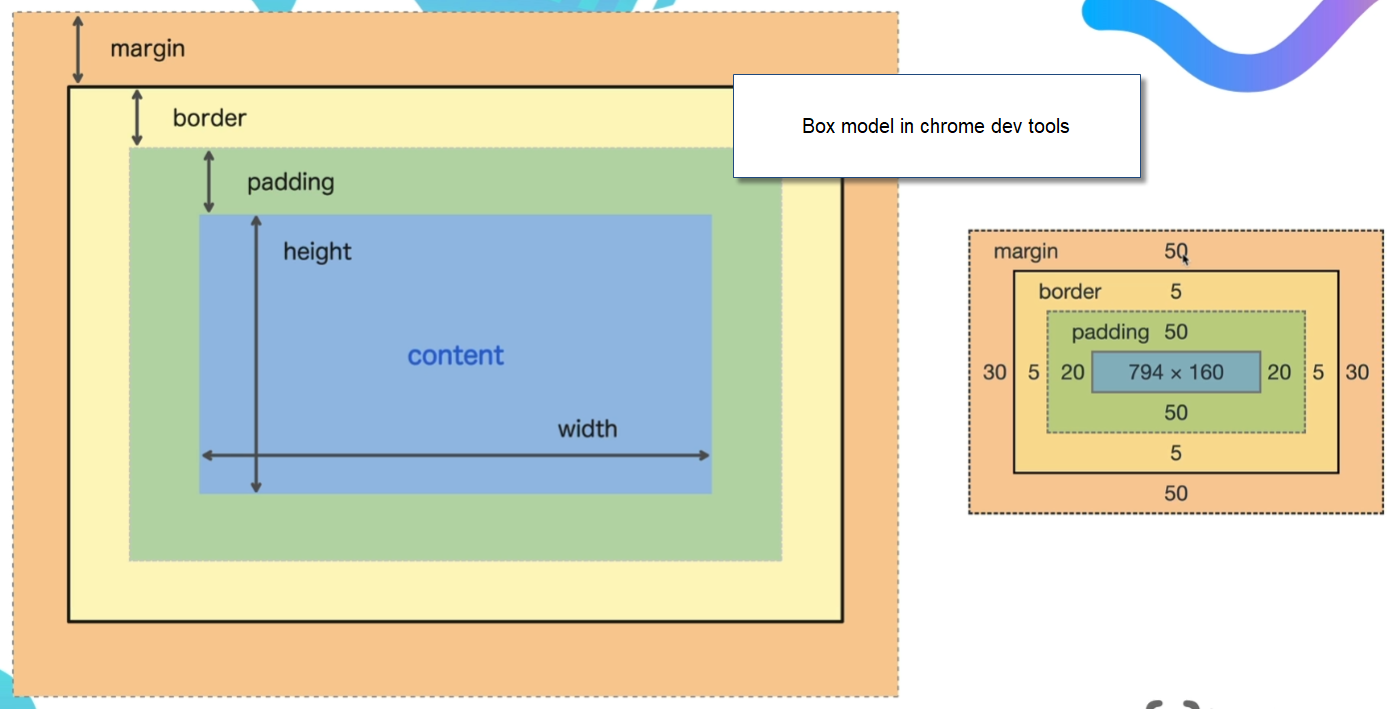 margin
border
padding
height
content
width
Box model in chrome dev tools
margin 50
border 5
padding 50
30 5 20 794 × 160 20 5 30
50
5
50